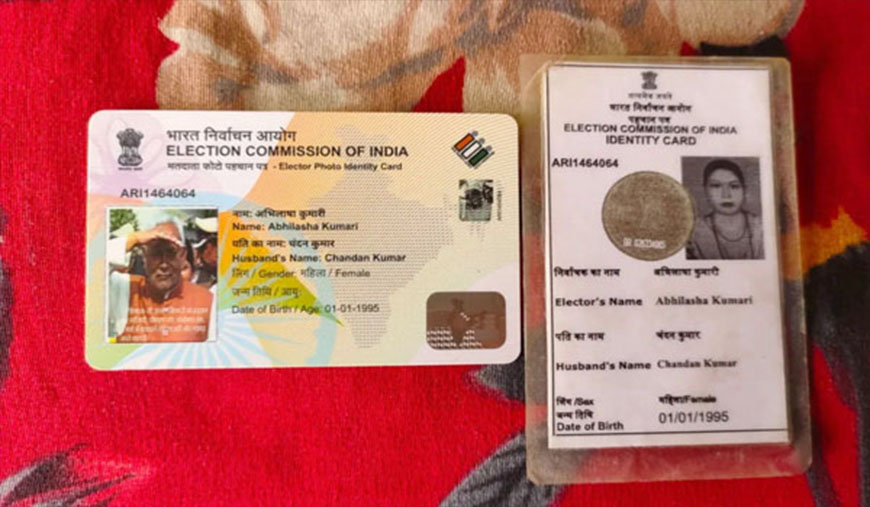 भारत निर्वाचन आयोग
ELECTION COMMISSION OF INDIA
मतदाता फोटो पहचान पत्र - Elector Photo Identity Card
ARI1464064
नाम: अभिलाषा कुमारी
Name: Abhilasha Kumari
पति का नाम: चंदन कुमार
Husband's Name: Chandan Kumar
लिंग / Gender: महिला / Female
जन्म तिथि / आयु:
Date of Birth / Age: 01-01-1995
सत्यमेव जयते
भारत निर्वाचन आयोग
पहचान पत्र
ELECTION COMMISSION OF INDIA
IDENTITY CARD
ARI1464064
निर्वाचक का नाम अभिलाषा कुमारी
Elector's Name Abhilasha Kumari
पति का नाम चंदन कुमार
Husband's Name Chandan Kumar
लिंग /Sex महिला/Female
जन्म तिथि 01/01/1995
Date of Birth